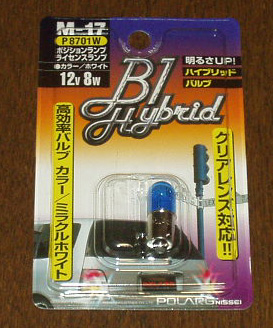 M-17
P8701W
ポジションランプ
ライセンスランプ
カラー/ホワイト
12V 8W
B1
Hybrid
明るさUP!
ハイブリッド
バルブ
高効率バルブ カラー/ミラクルホワイト
クリアレンズ対応!!
POLARG NISSEI